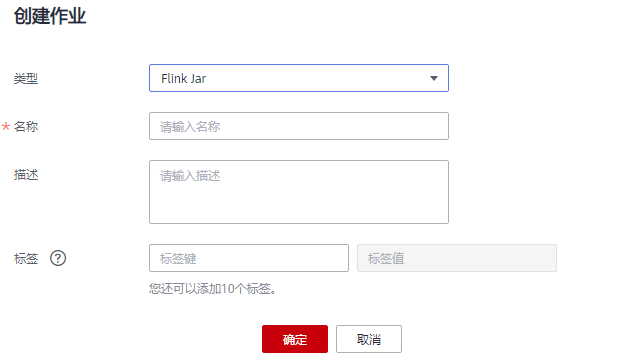 创建作业
类型 Flink Jar
* 名称 请输入名称
描述 请输入描述
标签 ? 标签键 标签值
您还可以添加10个标签。
确定 取消